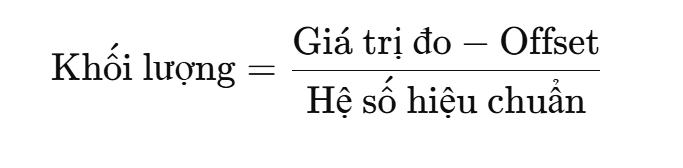 Khối lượng = Giá trị đo − Offset
Hệ số hiệu chuẩn